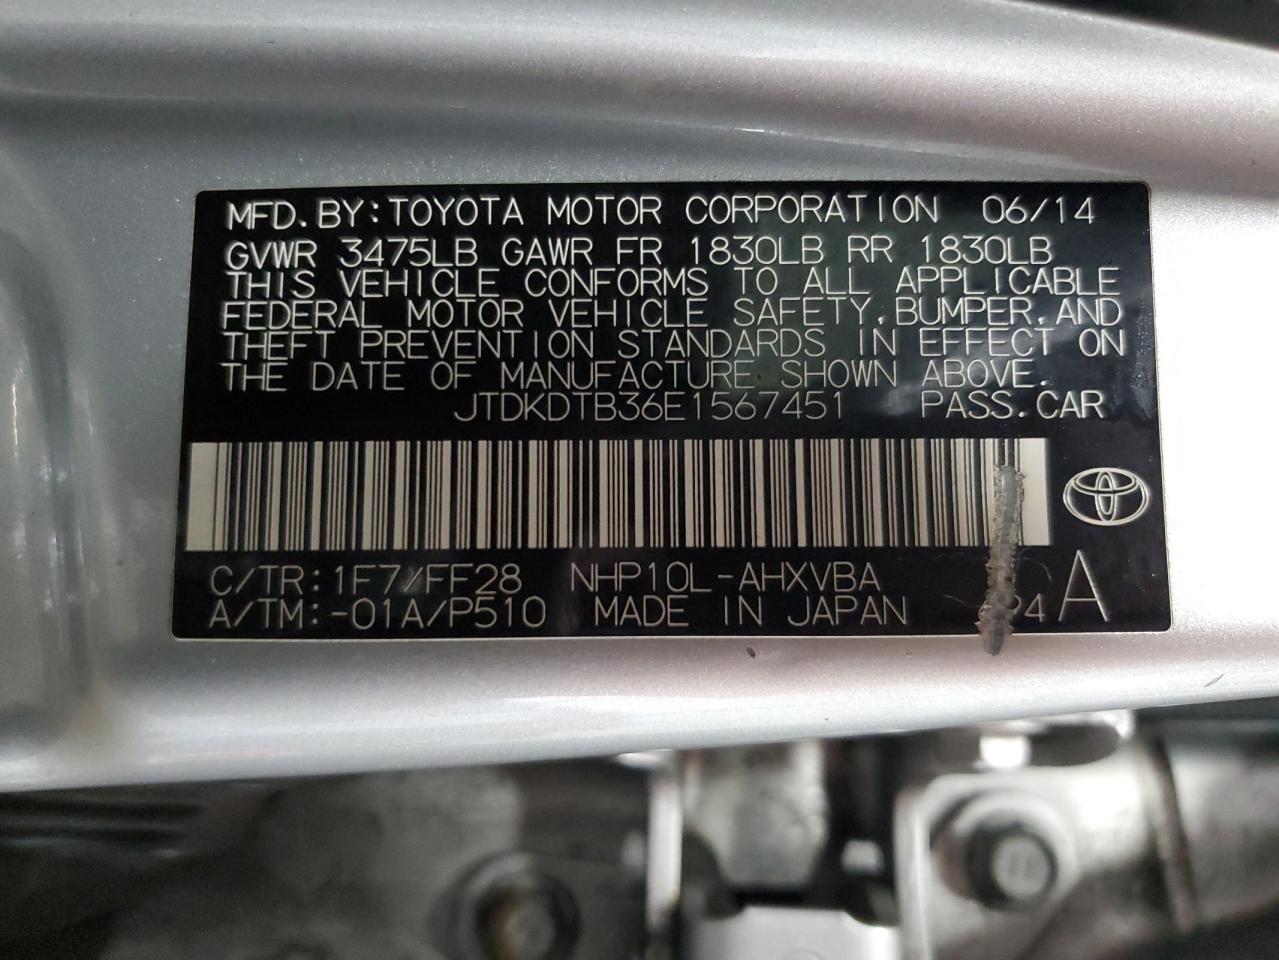 MFD.BY:TOYOTA MOTOR CORPORATION 06/14
GVWR 3475LB GAWR FR 1830LB RR 1830LB
THIS VEHICLE CONFORMS TO ALL APPLICABLE
FEDERAL MOTOR VEHICLE SAFETY,BUMPER,AND
THEFT PREVENTION STANDARDS IN EFFECT ON
THE DATE OF MANUFACTURE SHOWN ABOVE.
JTDKDTB36E1567451 PASS.CAR
C/TR:1F7/FF28 NHP10L-AHXVBA
A/TM:-01A/P510 MADE IN JAPAN A